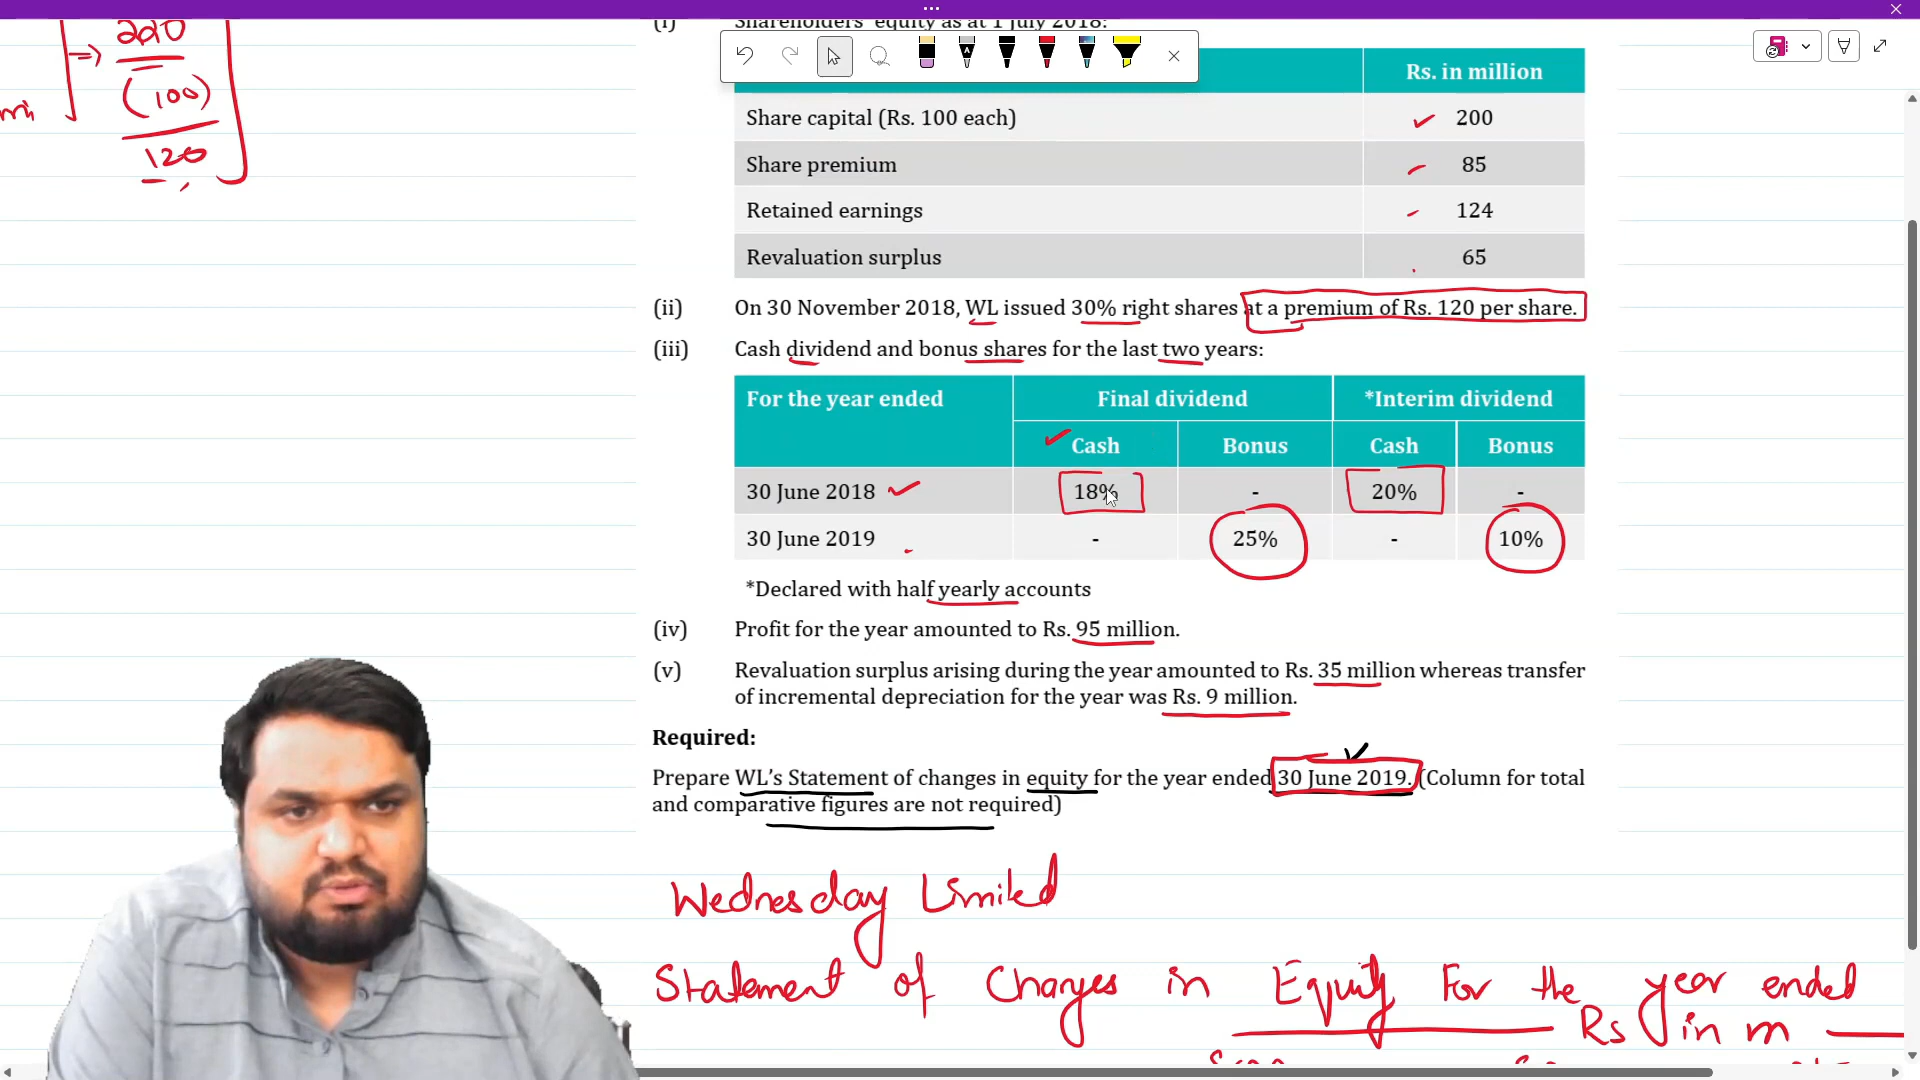 220
(100)
120
(i) Shareholders' equity as at 1 July 2018:
Rs. in million
Share capital (Rs. 100 each) 200
Share premium 85
Retained earnings 124
Revaluation surplus 65
(ii) On 30 November 2018, WL issued 30% right shares at a premium of Rs. 120 per share.
(iii) Cash dividend and bonus shares for the last two years:
For the year ended Final dividend *Interim dividend
Cash Bonus Cash Bonus
30 June 2018 18% - 20% -
30 June 2019 - 25% - 10%
*Declared with half yearly accounts
(iv) Profit for the year amounted to Rs. 95 million.
(v) Revaluation surplus arising during the year amounted to Rs. 35 million whereas transfer
of incremental depreciation for the year was Rs. 9 million.
Required:
Prepare WL's Statement of changes in equity for the year ended 30 June 2019. (Column for total
and comparative figures are not required)
Wednesday Limited
Statement of Changes in Equity For the year ended
Rs in m